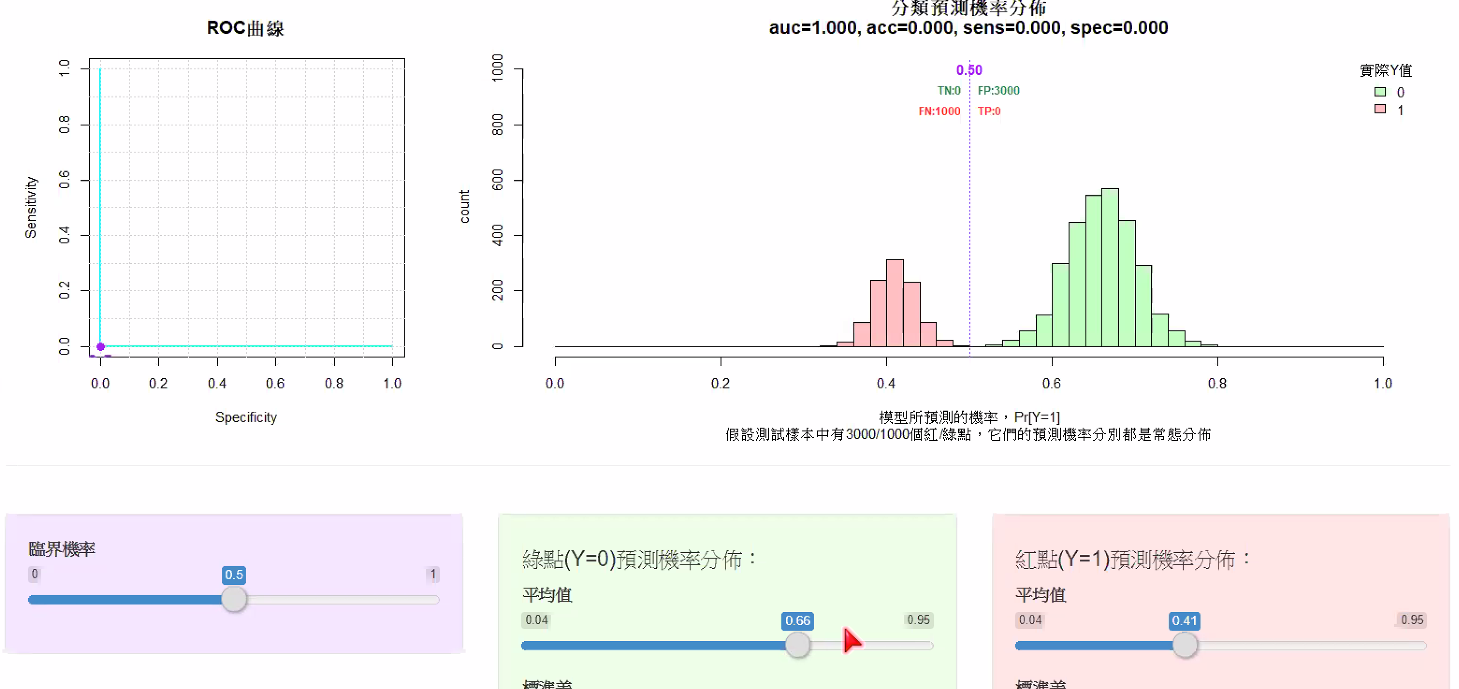 ROC曲線
1.0
0.8
0.6
0.4
0.2
0.0
Sensitivity
0.0 0.2 0.4 0.6 0.8 1.0
Specificity
分類預測機率分佈
auc=1.000, acc=0.000, sens=0.000, spec=0.000
1000
800
600
400
200
0
count
0.50
TN:0 FP:3000
FN:1000 TP:0
實際Y值
0
1
0.0 0.2 0.4 0.6 0.8 1.0
模型所預測的機率，Pr[Y=1]
假設測試樣本中有3000/1000個紅/綠點，它們的預測機率分別都是常態分佈
臨界機率
0 0.5 1
綠點(Y=0)預測機率分佈：
平均值
0.04 0.66 0.95
標準差
紅點(Y=1)預測機率分佈：
平均值
0.04 0.41 0.95
標準差